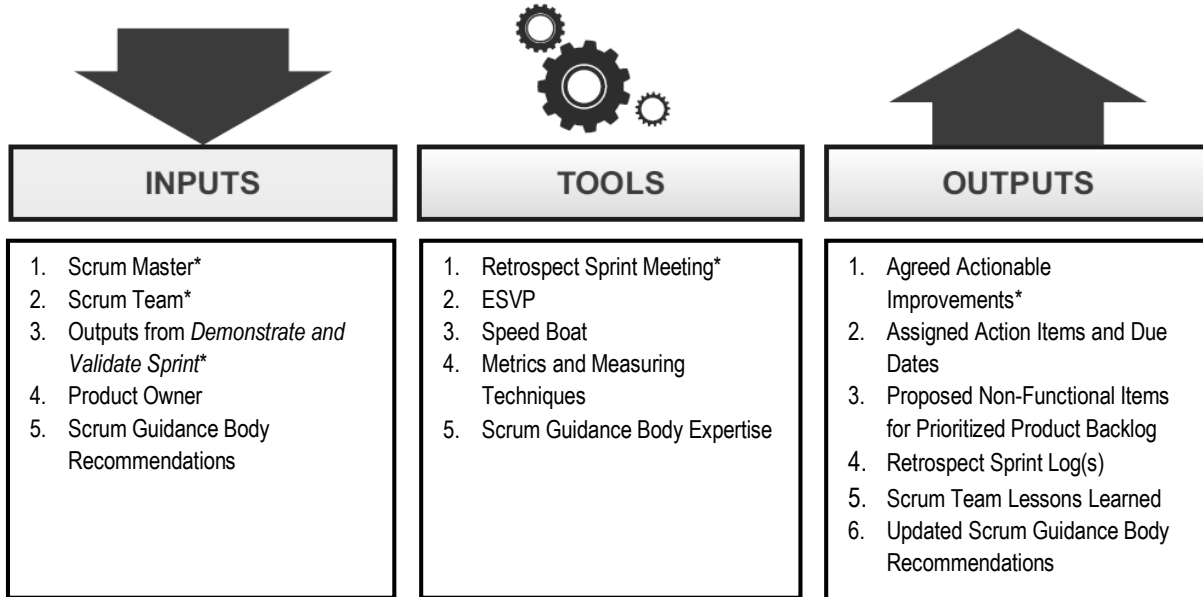 INPUTS
1. Scrum Master*
2. Scrum Team*
3. Outputs from Demonstrate and
Validate Sprint*
4. Product Owner
5. Scrum Guidance Body
Recommendations
TOOLS
1. Retrospect Sprint Meeting*
2. ESVP
3. Speed Boat
4. Metrics and Measuring
Techniques
5. Scrum Guidance Body Expertise
OUTPUTS
1. Agreed Actionable
Improvements*
2. Assigned Action Items and Due
Dates
3. Proposed Non-Functional Items
for Prioritized Product Backlog
4. Retrospect Sprint Log(s)
5. Scrum Team Lessons Learned
6. Updated Scrum Guidance Body
Recommendations